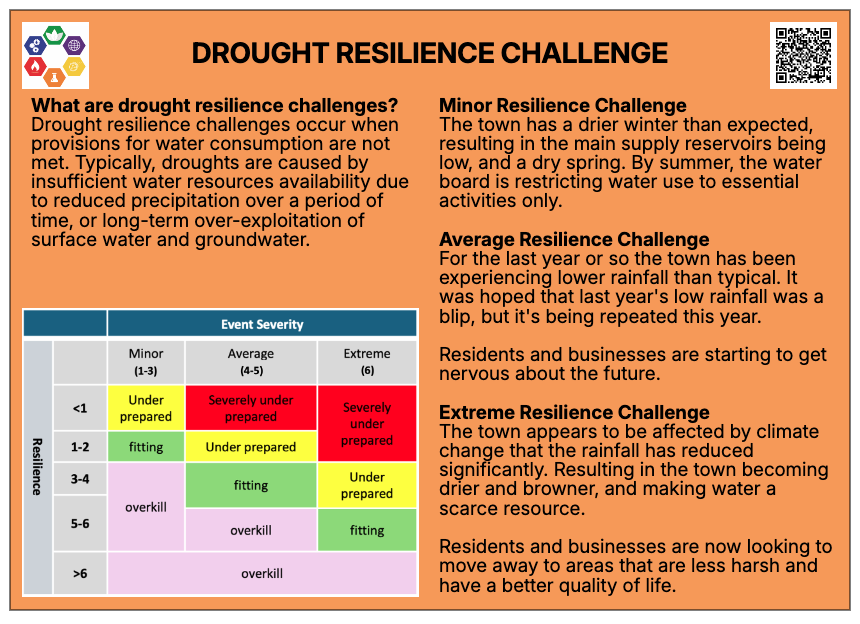 DROUGHT RESILIENCE CHALLENGE
What are drought resilience challenges?
Drought resilience challenges occur when
provisions for water consumption are not
met. Typically, droughts are caused by
insufficient water resources availability due
to reduced precipitation over a period of
time, or long-term over-exploitation of
surface water and groundwater.
Event Severity
Minor
(1-3)
Average
(4-5)
Extreme
(6)
Resilience
<1
Under
prepared
Severely under
prepared
Severely
under
prepared
1-2
fitting
Under prepared
3-4
overkill
fitting
Under
prepared
5-6
overkill
fitting
>6
overkill
Minor Resilience Challenge
The town has a drier winter than expected,
resulting in the main supply reservoirs being
low, and a dry spring. By summer, the water
board is restricting water use to essential
activities only.
Average Resilience Challenge
For the last year or so the town has been
experiencing lower rainfall than typical. It
was hoped that last year's low rainfall was a
blip, but it's being repeated this year.
Residents and businesses are starting to get
nervous about the future.
Extreme Resilience Challenge
The town appears to be affected by climate
change that the rainfall has reduced
significantly. Resulting in the town becoming
drier and browner, and making water a
scarce resource.
Residents and businesses are now looking to
move away to areas that are less harsh and
have a better quality of life.